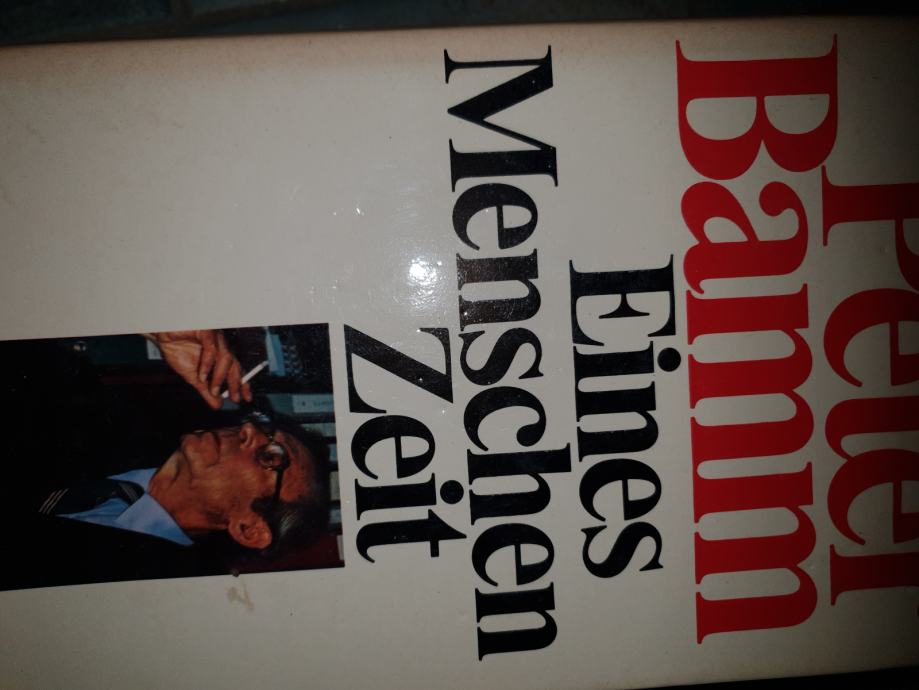 Peter
Bamm
Eines
Menschen
Zeit